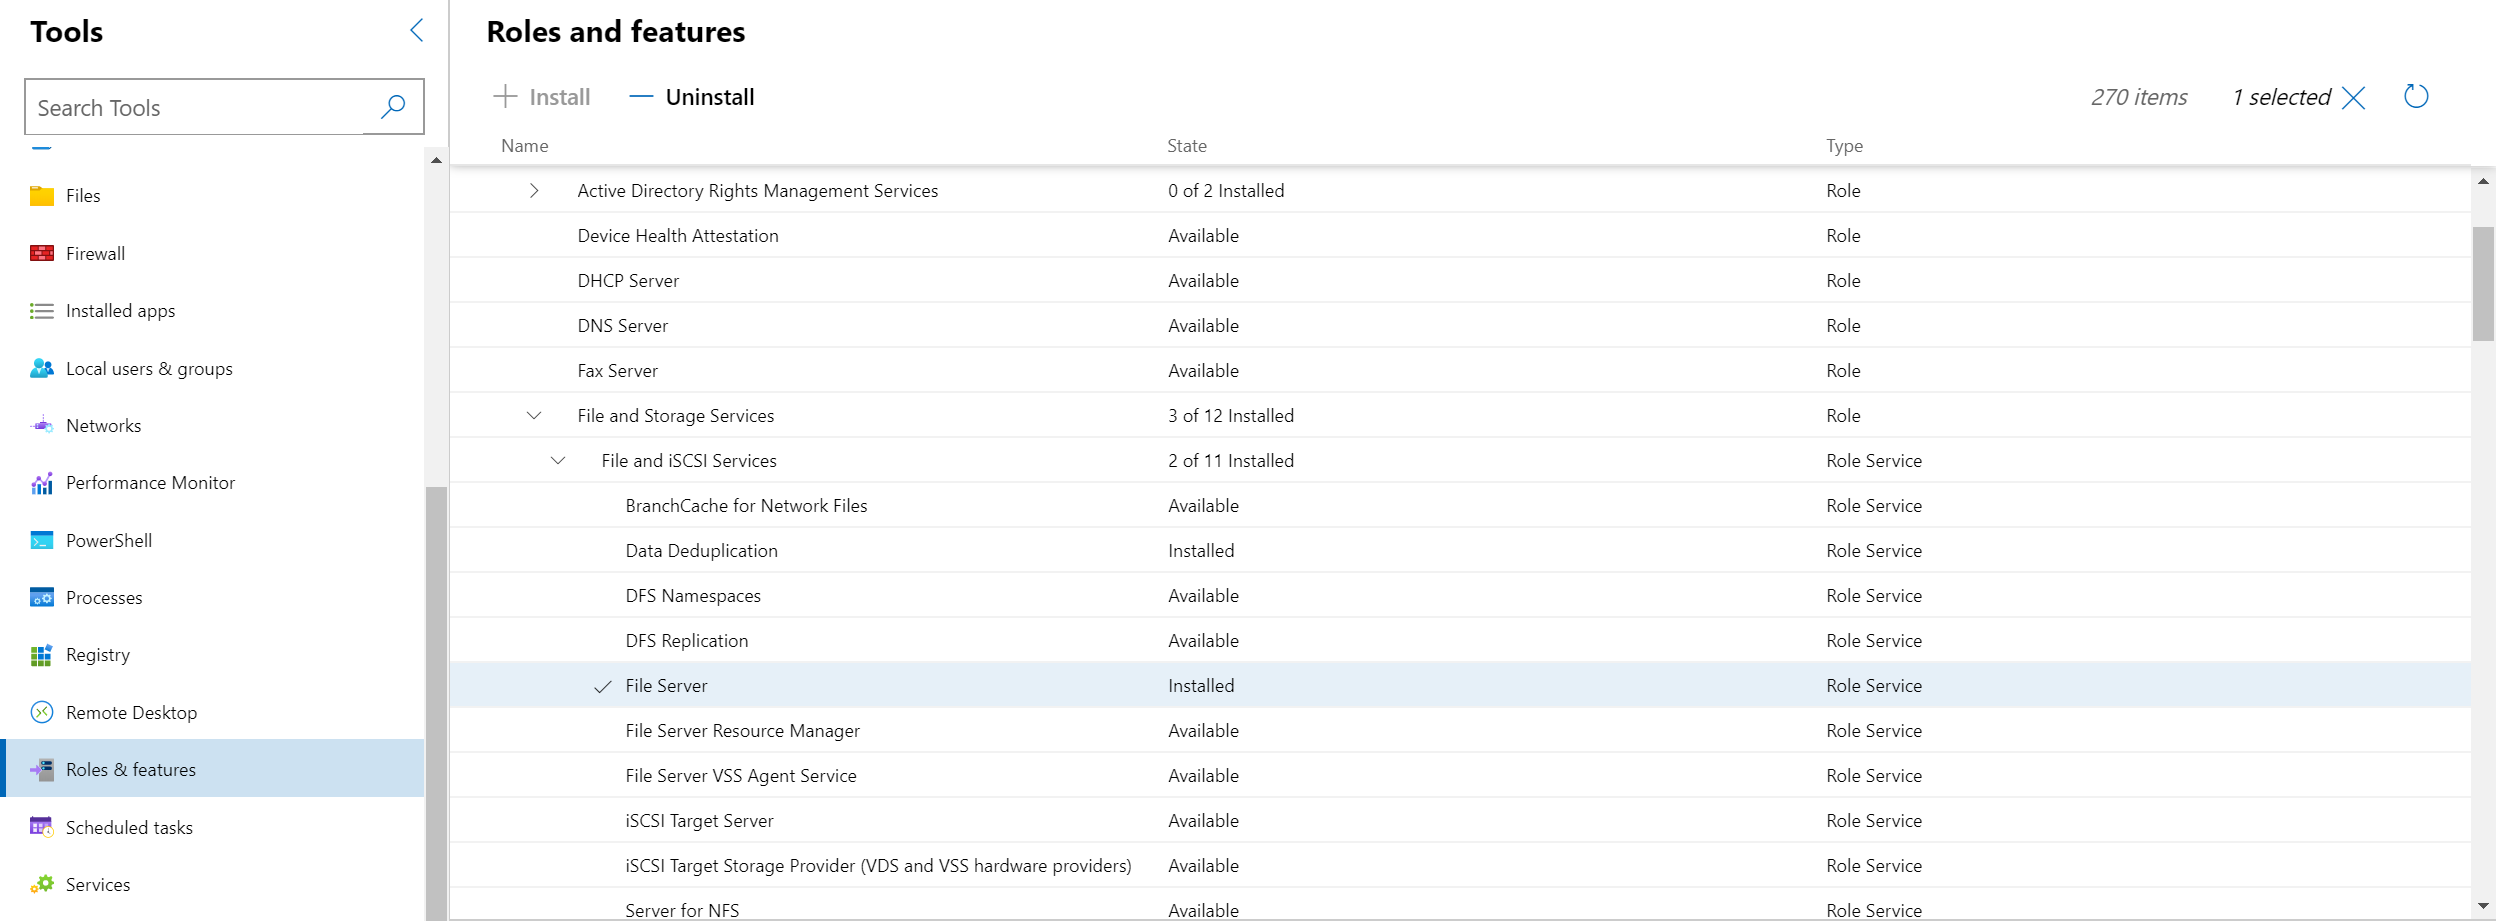 Tools
Search Tools
Files
Firewall
Installed apps
Local users & groups
Networks
Performance Monitor
PowerShell
Processes
Registry
Remote Desktop
Roles & features
Scheduled tasks
Services
Roles and features
Install Uninstall 270 items 1 selected
Name State Type
Active Directory Rights Management Services 0 of 2 Installed Role
Device Health Attestation Available Role
DHCP Server Available Role
DNS Server Available Role
Fax Server Available Role
File and Storage Services 3 of 12 Installed Role
File and iSCSI Services 2 of 11 Installed Role Service
BranchCache for Network Files Available Role Service
Data Deduplication Installed Role Service
DFS Namespaces Available Role Service
DFS Replication Available Role Service
File Server Installed Role Service
File Server Resource Manager Available Role Service
File Server VSS Agent Service Available Role Service
iSCSI Target Server Available Role Service
iSCSI Target Storage Provider (VDS and VSS hardware providers) Available Role Service
Server for NFS Available Role Service